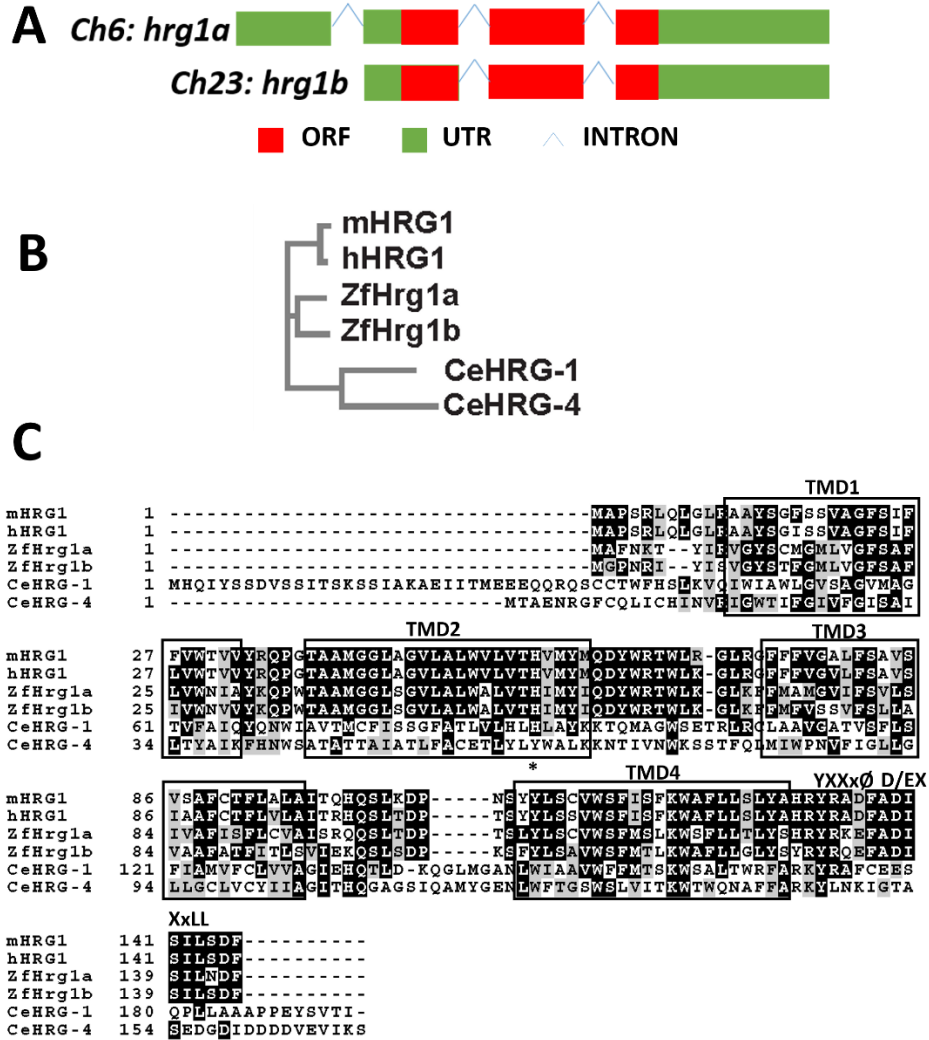 A
Ch6: hrg1a
Ch23: hrg1b
ORF UTR INTRON
B
mHRG1
hHRG1
ZfHrg1a
ZfHrg1b
CeHRG-1
CeHRG-4
C
TMD1
mHRG1 1 ----------------------------------MAPSRLQLGLRAAYSGFSSVAGFSIF
hHRG1 1 ----------------------------------MAPSRLQLGLRAAYSGISSVAGFSIF
ZfHrg1a 1 ----------------------------------MAFNKT--YIRVGYSCMGMLVGFSAF
ZfHrg1b 1 ----------------------------------MGPNRI--YISVGYSTFGMLVGFSAF
CeHRG-1 1 MHQIYSSDVSSITSKSSIAKAEIITMEEEQQRQSCCTWFHSLKVQIWIAWLGVSAGVMAG
CeHRG-4 1 ---------------------------MTAENRGFCQLICHINVRIGWTIFGIVFGISAI
TMD2 TMD3
mHRG1 27 FVWTVVYRQPGTAAMGGLAGVLALWVLVTHVMYMQDYWRTWLR-GLRGFFFVGALFSAVS
hHRG1 27 LVWTVVYRQPGTAAMGGLAGVLALWVLVTHVMYMQDYWRTWLK-GLRGFFFVGVLFSAVS
ZfHrg1a 25 LVWNIAYKQPWTAAMGGLSGVLALWALVTHIMYIQDYWRTWLK-GLKFFMAMGVIFSVLS
ZfHrg1b 25 IVWNVVYKQPWTAAMGGLSGVLALWALVTHIMYIQDYWRTWLK-GLKFFMFVSSVFSLLA
CeHRG-1 61 TVFAIQYQNWIAVTMCFISSGFATLVLHLHLAYKKTQMAGWSETRLRCLAAVGATVSFLS
CeHRG-4 34 LTYAIKFHNWSATATTAIATLFACETLYLYWALKKNTIVNWKSSTFQLMIWPNVFIGLLG
* TMD4 YXXxØ D/EX
mHRG1 86 VSAFCTFLALAITQHQSLKDP---NSYYLSCVWSFISFKWAFLLSLYAHRYRADFADI
hHRG1 86 IAAFCTFLVLAITRHQSLTDP---TSYYLSSVWSFISFKWAFLLSLYAHRYRADFADI
ZfHrg1a 84 IVAFISFLCVAISRQQSLTDP---TSLYLSCVWSFMSLKWSFLLTLYSHRYRKEFADI
ZfHrg1b 84 VAAFATFITLSVIEKQSLSDP---KSFYLSAVWSFMTLKWAFLLGLYSYRYRQEFADI
CeHRG-1 121 FIAMVFCLVVAGIEHQTLD-KQGLMGANLWIAAVWFFMTSKWSALTWRFARKYRAFCEES
CeHRG-4 94 LLGCLVCYIIAGITHQGAGSIQAMYGENLWFTGSWSLVITKWTWQNAFFARKYLNKIGTA
XxLL
mHRG1 141 SILSDF----------
hHRG1 141 SILSDF----------
ZfHrg1a 139 SILNDF----------
ZfHrg1b 139 SILSDF----------
CeHRG-1 180 QPLLAAAPPEYSVTI-
CeHRG-4 154 SEDGDIDDDDVEVIKS